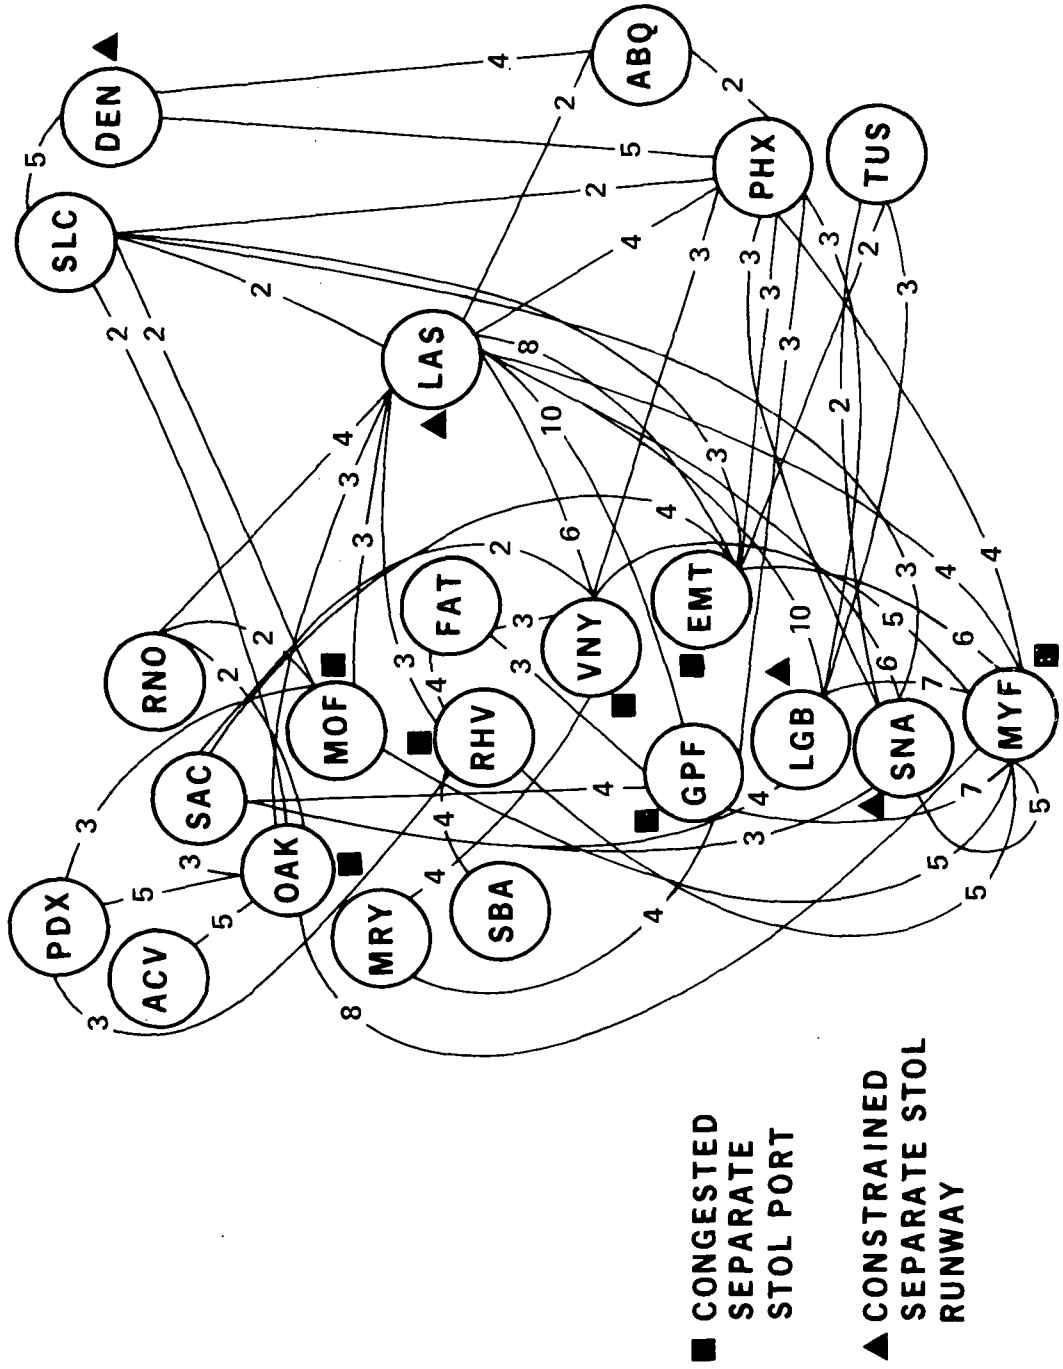 PDX
ACV
SAC
RNO
OAK
MOF
MRY
SBA
RHV
FAT
VNY
GPF
EMT
LGB
SNA
MYF
LAS
SLC
DEN
ABQ
PHX
TUS
5
4
5
2
2
2
2
2
2
4
3
3
3
3
3
2
3
2
8
10
3
4
3
3
6
2
4
2
2
3
5
3
5
3
8
4
4
4
3
4
3
3
4
4
3
4
10
6
3
5
4
4
6
7
7
5
5
5
■ CONGESTED
SEPARATE
STOL PORT
▲ CONSTRAINED
SEPARATE STOL
RUNWAY